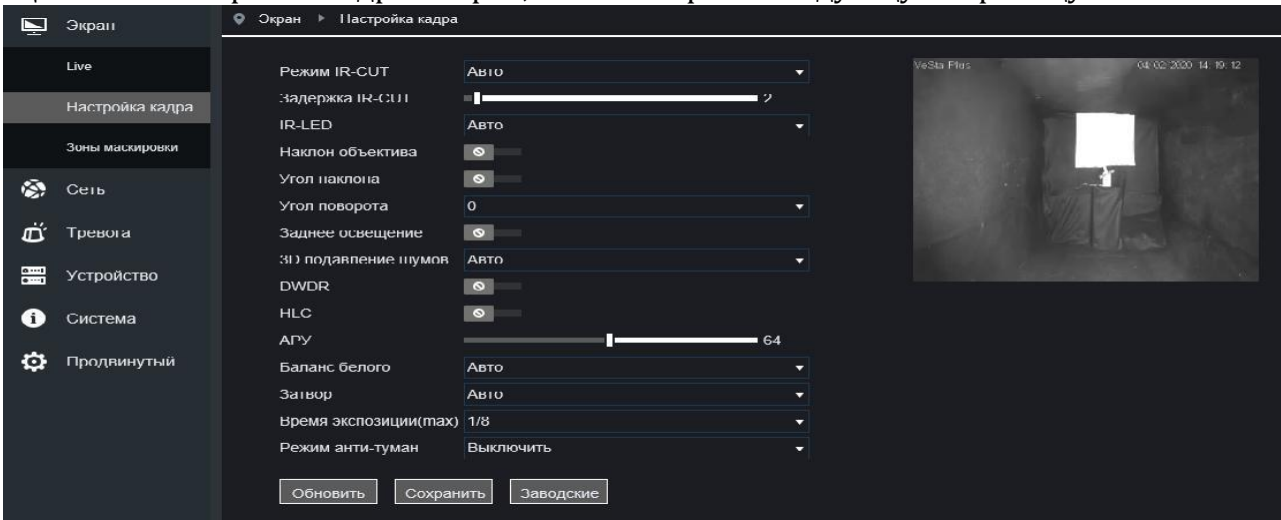 Экран
Live
Настройка кадра
Зоны маскировки
Сеть
Тревога
Устройство
Система
Продвинутый
Экран ▸ Настройка кадра
Режим IR-CUT Авто
Задержка IR-CUT 2
IR-LED Авто
Наклон объектива
Угол наклона
Угол поворота 0
Заднее освещение
3D подавление шумов Авто
DWDR
HLC
АРУ 64
Баланс белого Авто
Затвор Авто
Время экспозиции(max) 1/8
Режим анти-туман Выключить
Обновить Сохранить Заводские
VeSta Plus 04/02/2020 14:19:12